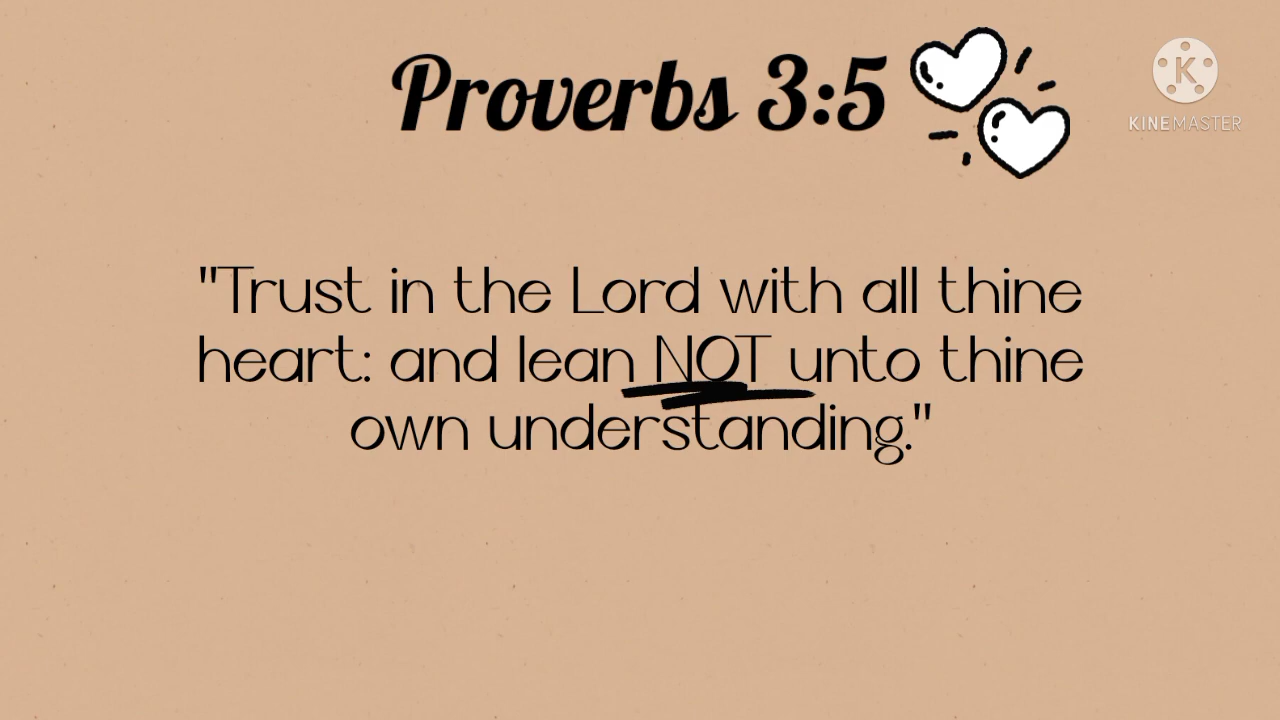 Proverbs 3:5
K
KINEMASTER
"Trust in the Lord with all thine
heart: and lean NOT unto thine
own understanding."